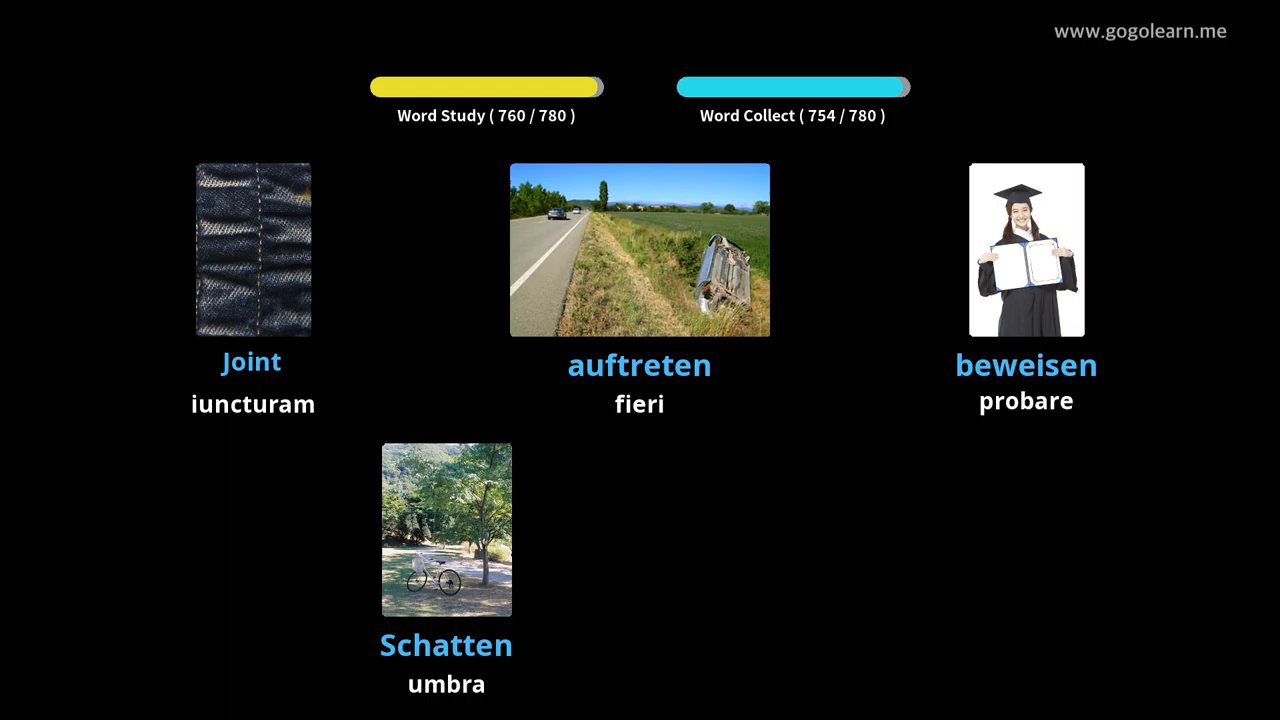 www.gogolearn.me
Word Study ( 760 / 780 )
Word Collect ( 754 / 780 )
Joint
iuncturam
auftreten
fieri
beweisen
probare
Schatten
umbra